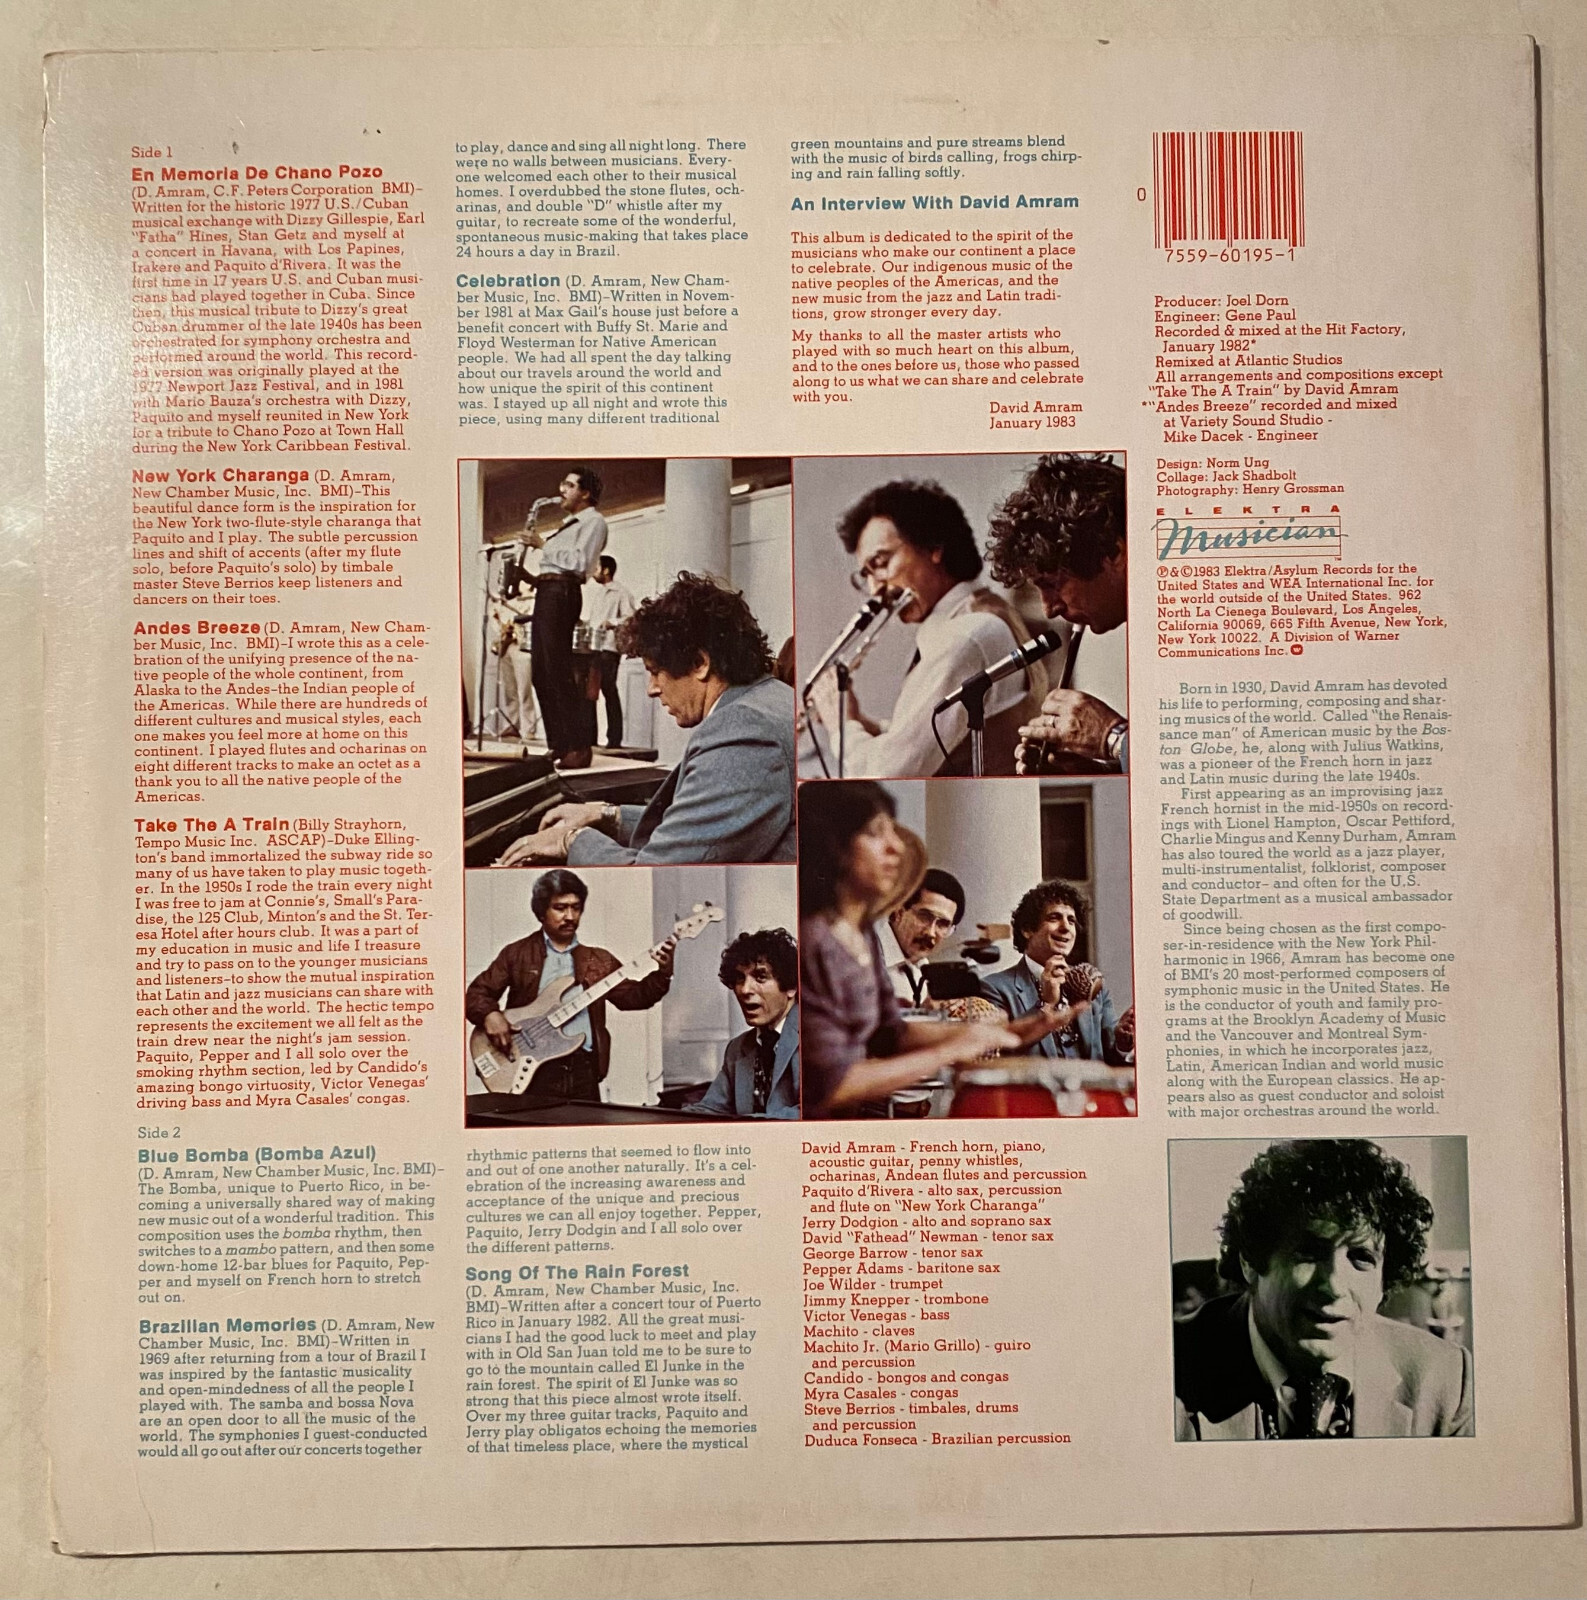 Side 1
En Memoria De Chano Pozo
(D. Amram, C.F. Peters Corporation BMI)–
Written for the historic 1977 U.S./Cuban
musical exchange with Dizzy Gillespie, Earl
"Fatha" Hines, Stan Getz and myself at
a concert in Havana, with Los Papines,
Irakere and Paquito d'Rivera. It was the
first time in 17 years U.S. and Cuban musi-
cians had played together in Cuba. Since
then, this musical tribute to Dizzy's great
Cuban drummer of the late 1940s has been
orchestrated for symphony orchestra and
performed around the world. This record-
ed version was originally played at the
1977 Newport Jazz Festival, and in 1981
with Mario Bauza's orchestra with Dizzy,
Paquito and myself reunited in New York
for a tribute to Chano Pozo at Town Hall
during the New York Caribbean Festival.
New York Charanga (D. Amram,
New Chamber Music, Inc. BMI)–This
beautiful dance form is the inspiration for
the New York two-flute-style charanga that
Paquito and I play. The subtle percussion
lines and shift of accents (after my flute
solo, before Paquito's solo) by timbale
master Steve Berrios keep listeners and
dancers on their toes.
Andes Breeze (D. Amram, New Cham-
ber Music, Inc. BMI)–I wrote this as a cele-
bration of the unifying presence of the na-
tive people of the whole continent, from
Alaska to the Andes–the Indian people of
the Americas. While there are hundreds of
different cultures and musical styles, each
one makes you feel more at home on this
continent. I played flutes and ocharinas on
eight different tracks to make an octet as a
thank you to all the native people of the
Americas.
Take The A Train (Billy Strayhorn,
Tempo Music Inc. ASCAP)–Duke Elling-
ton's band immortalized the subway ride so
many of us have taken to play music togeth-
er. In the 1950s I rode the train every night
I was free to jam at Connie's, Small's Para-
dise, the 125 Club, Minton's and the St. Ter-
esa Hotel after hours club. It was a part of
my education in music and life I treasure
and try to pass on to the younger musicians
and listeners–to show the mutual inspiration
that Latin and jazz musicians can share with
each other and the world. The hectic tempo
represents the excitement we all felt as the
train drew near the night's jam session.
Paquito, Pepper and I all solo over the
smoking rhythm section, led by Candido's
amazing bongo virtuosity, Victor Venegas'
driving bass and Myra Casales' congas.
Side 2
Blue Bomba (Bomba Azul)
(D. Amram, New Chamber Music, Inc. BMI)–
The Bomba, unique to Puerto Rico, in be-
coming a universally shared way of making
new music out of a wonderful tradition. This
composition uses the bomba rhythm, then
switches to a mambo pattern, and then some
down-home 12-bar blues for Paquito, Pep-
per and myself on French horn to stretch
out on.
Brazilian Memories (D. Amram, New
Chamber Music, Inc. BMI)–Written in
1969 after returning from a tour of Brazil I
was inspired by the fantastic musicality
and open-mindedness of all the people I
played with. The samba and bossa Nova
are an open door to all the music of the
world. The symphonies I guest-conducted
would all go out after our concerts together
to play, dance and sing all night long. There
were no walls between musicians. Every-
one welcomed each other to their musical
homes. I overdubbed the stone flutes, och-
arinas, and double "D" whistle after my
guitar, to recreate some of the wonderful,
spontaneous music-making that takes place
24 hours a day in Brazil.
Celebration (D. Amram, New Cham-
ber Music, Inc. BMI)–Written in Novem-
ber 1981 at Max Gail's house just before a
benefit concert with Buffy St. Marie and
Floyd Westerman for Native American
people. We had all spent the day talking
about our travels around the world and
how unique the spirit of this continent
was. I stayed up all night and wrote this
piece, using many different traditional
rhythmic patterns that seemed to flow into
and out of one another naturally. It's a cel-
ebration of the increasing awareness and
acceptance of the unique and precious
cultures we can all enjoy together. Pepper,
Paquito, Jerry Dodgin and I all solo over
the different patterns.
Song Of The Rain Forest
(D. Amram, New Chamber Music, Inc.
BMI)–Written after a concert tour of Puerto
Rico in January 1982. All the great musi-
cians I had the good luck to meet and play
with in Old San Juan told me to be sure to
go to the mountain called El Junke in the
rain forest. The spirit of El Junke was so
strong that this piece almost wrote itself.
Over my three guitar tracks, Paquito and
Jerry play obligatos echoing the memories
of that timeless place, where the mystical
green mountains and pure streams blend
with the music of birds calling, frogs chirp-
ing and rain falling softly.
An Interview With David Amram
This album is dedicated to the spirit of the
musicians who make our continent a place
to celebrate. Our indigenous music of the
native peoples of the Americas, and the
new music from the jazz and Latin tradi-
tions, grow stronger every day.
My thanks to all the master artists who
played with so much heart on this album,
and to the ones before us, those who passed
along to us what we can share and celebrate
with you.
David Amram
January 1983
David Amram - French horn, piano,
acoustic guitar, penny whistles,
ocharinas, Andean flutes and percussion
Paquito d'Rivera - alto sax, percussion
and flute on "New York Charanga"
Jerry Dodgion - alto and soprano sax
David "Fathead" Newman - tenor sax
George Barrow - tenor sax
Pepper Adams - baritone sax
Joe Wilder - trumpet
Jimmy Knepper - trombone
Victor Venegas - bass
Machito - claves
Machito Jr. (Mario Grillo) - guiro
and percussion
Candido - bongos and congas
Myra Casales - congas
Steve Berrios - timbales, drums
and percussion
Duduca Fonseca - Brazilian percussion
0
7559-60195-1
Producer: Joel Dorn
Engineer: Gene Paul
Recorded & mixed at the Hit Factory,
January 1982*
Remixed at Atlantic Studios
All arrangements and compositions except
"Take The A Train" by David Amram
*"Andes Breeze" recorded and mixed
at Variety Sound Studio -
Mike Dacek - Engineer
Design: Norm Ung
Collage: Jack Shadbolt
Photography: Henry Grossman
ELEKTRA
Musician
℗&©1983 Elektra/Asylum Records for the
United States and WEA International Inc. for
the world outside of the United States. 962
North La Cienega Boulevard, Los Angeles,
California 90069, 665 Fifth Avenue, New York,
New York 10022. A Division of Warner
Communications Inc.
Born in 1930, David Amram has devoted
his life to performing, composing and shar-
ing musics of the world. Called "the Renais-
sance man" of American music by the Bos-
ton Globe, he, along with Julius Watkins,
was a pioneer of the French horn in jazz
and Latin music during the late 1940s.
First appearing as an improvising jazz
French hornist in the mid-1950s on record-
ings with Lionel Hampton, Oscar Pettiford,
Charlie Mingus and Kenny Durham, Amram
has also toured the world as a jazz player,
multi-instrumentalist, folklorist, composer
and conductor– and often for the U.S.
State Department as a musical ambassador
of goodwill.
Since being chosen as the first compo-
ser-in-residence with the New York Phil-
harmonic in 1966, Amram has become one
of BMI's 20 most-performed composers of
symphonic music in the United States. He
is the conductor of youth and family pro-
grams at the Brooklyn Academy of Music
and the Vancouver and Montreal Sym-
phonies, in which he incorporates jazz,
Latin, American Indian and world music
along with the European classics. He ap-
pears also as guest conductor and soloist
with major orchestras around the world.